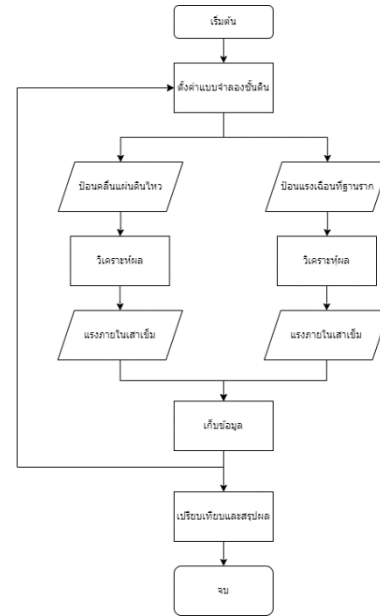 เริ่มต้น
ตั้งค่าแบบจำลองชั้นดิน
ป้อนคลื่นแผ่นดินไหว
ป้อนแรงเฉือนที่ฐานราก
วิเคราะห์ผล
วิเคราะห์ผล
แรงภายในเสาเข็ม
แรงภายในเสาเข็ม
เก็บข้อมูล
เปรียบเทียบและสรุปผล
จบ